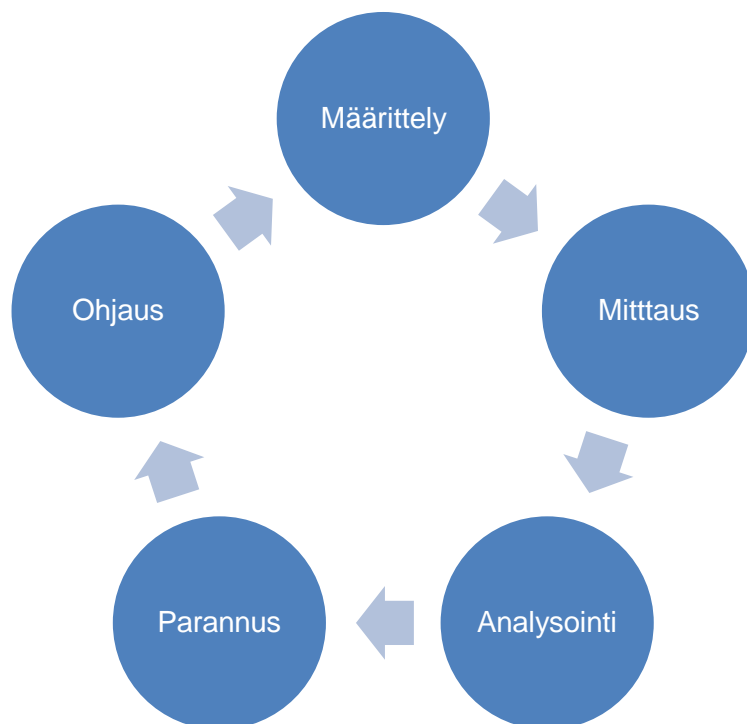 Määrittely
Mitttaus
Analysointi
Parannus
Ohjaus